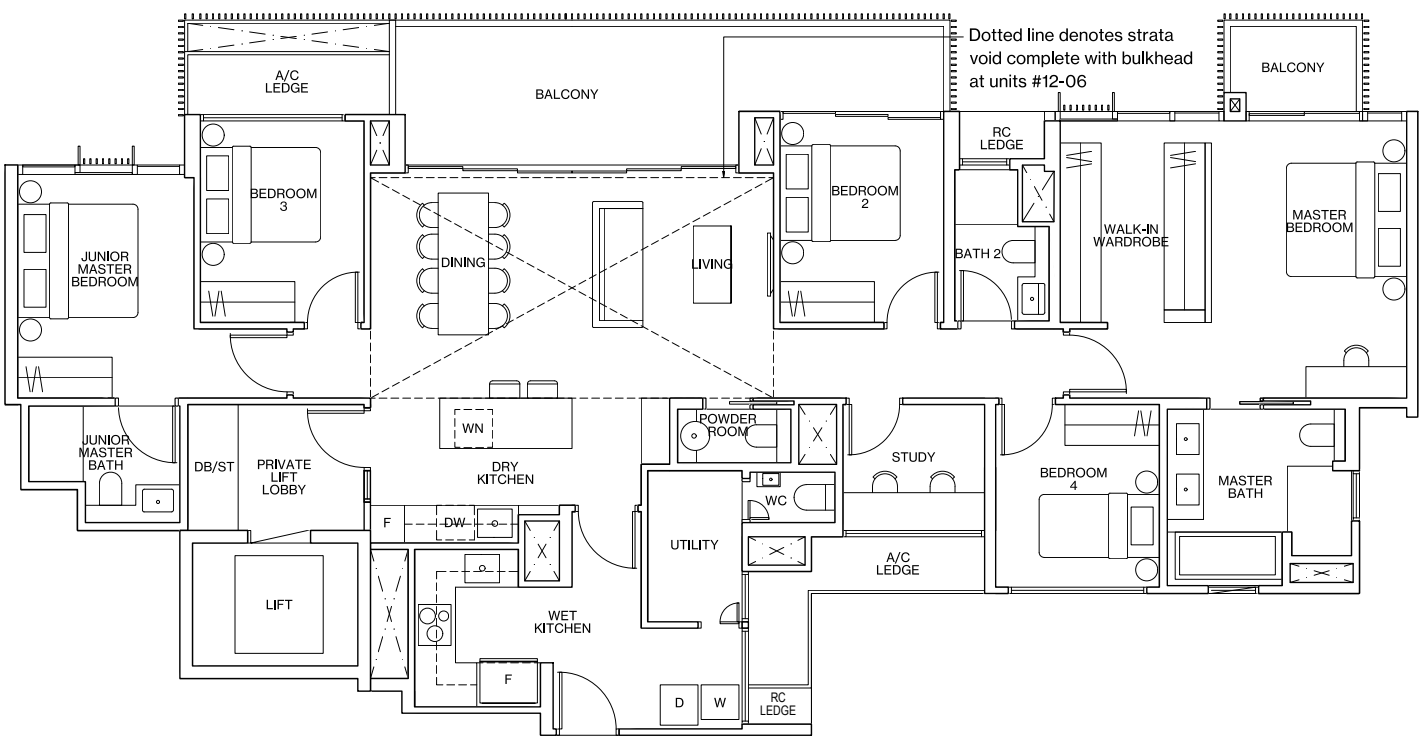 Dotted line denotes strata
void complete with bulkhead
at units #12-06
A/C
LEDGE
BALCONY
BALCONY
RC
LEDGE
BEDROOM
3
BEDROOM
2
JUNIOR
MASTER
BEDROOM
DINING
LIVING
BATH 2
WALK-IN
WARDROBE
MASTER
BEDROOM
JUNIOR
MASTER
BATH
DB/ST
PRIVATE
LIFT
LOBBY
WN
DRY
KITCHEN
POWDER
ROOM
STUDY
BEDROOM
4
MASTER
BATH
WC
F
DW
UTILITY
A/C
LEDGE
LIFT
WET
KITCHEN
F
D
W
RC
LEDGE